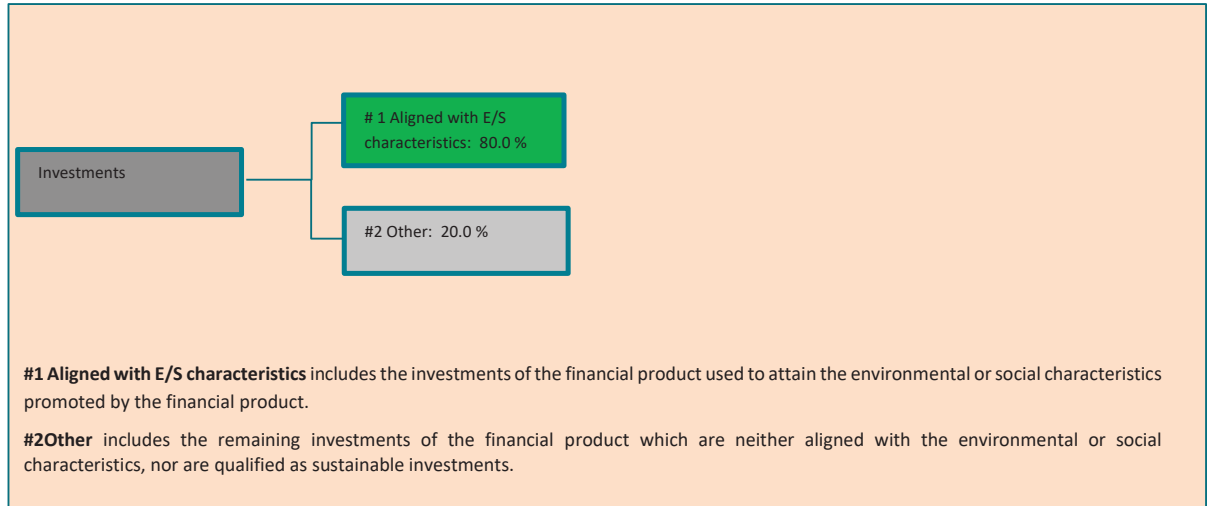 # 1 Aligned with E/S
characteristics: 80.0 %
Investments
#2 Other: 20.0 %
#1 Aligned with E/S characteristics includes the investments of the financial product used to attain the environmental or social characteristics
promoted by the financial product.
#2Other includes the remaining investments of the financial product which are neither aligned with the environmental or social
characteristics, nor are qualified as sustainable investments.